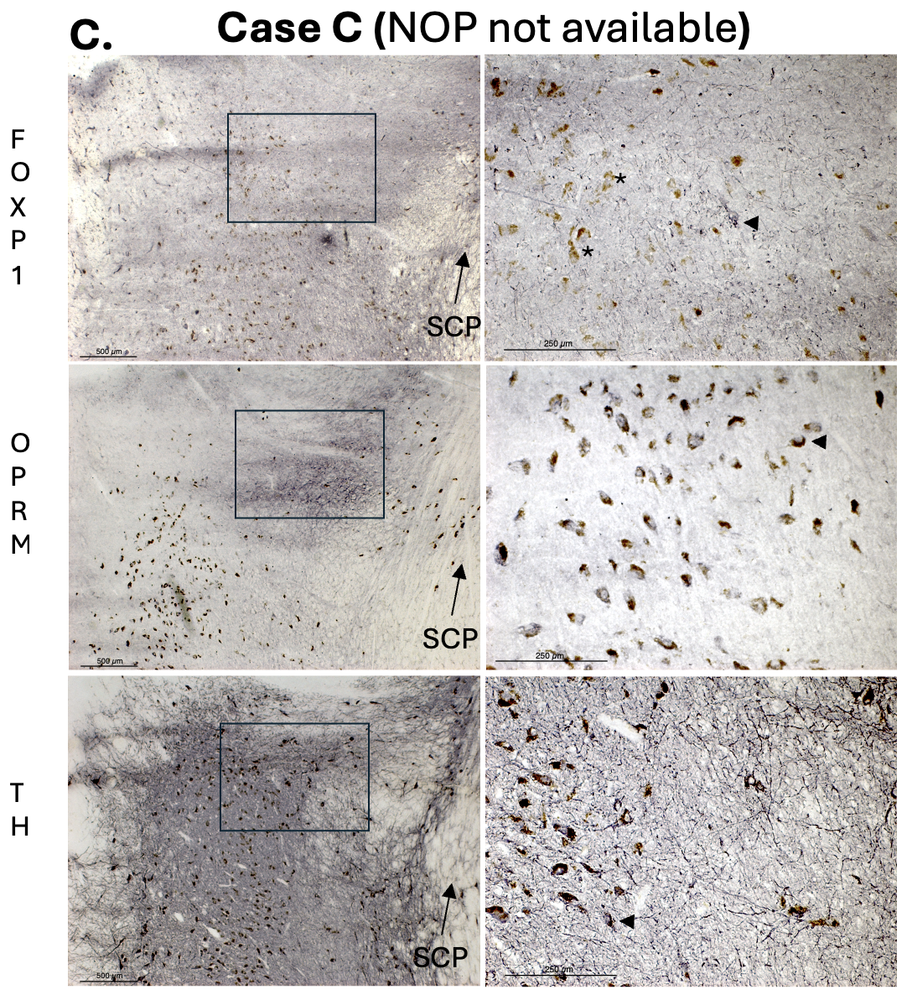 C. Case C (NOP not available)
F
O
X
P
1
SCP
500 µm
*
*
250 µm
O
P
R
M
SCP
500 µm
250 µm
T
H
SCP
500 µm
250 µm